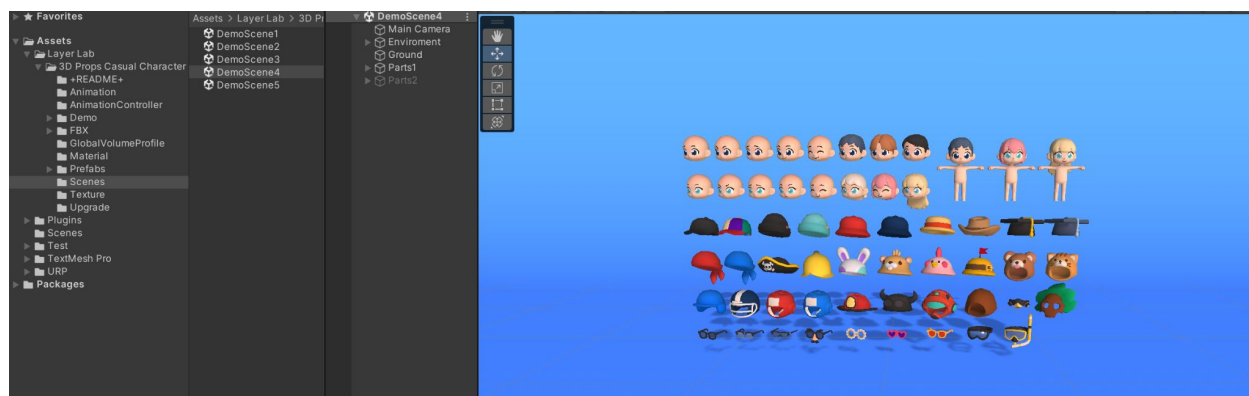 Favorites
Assets
Layer Lab
3D Props Casual Character
+README+
Animation
AnimationController
Demo
FBX
GlobalVolumeProfile
Material
Prefabs
Scenes
Texture
Upgrade
Plugins
Scenes
Test
TextMesh Pro
URP
Packages
Assets > Layer Lab > 3D Pr
DemoScene1
DemoScene2
DemoScene3
DemoScene4
DemoScene5
DemoScene4
Main Camera
Enviroment
Ground
Parts1
Parts2